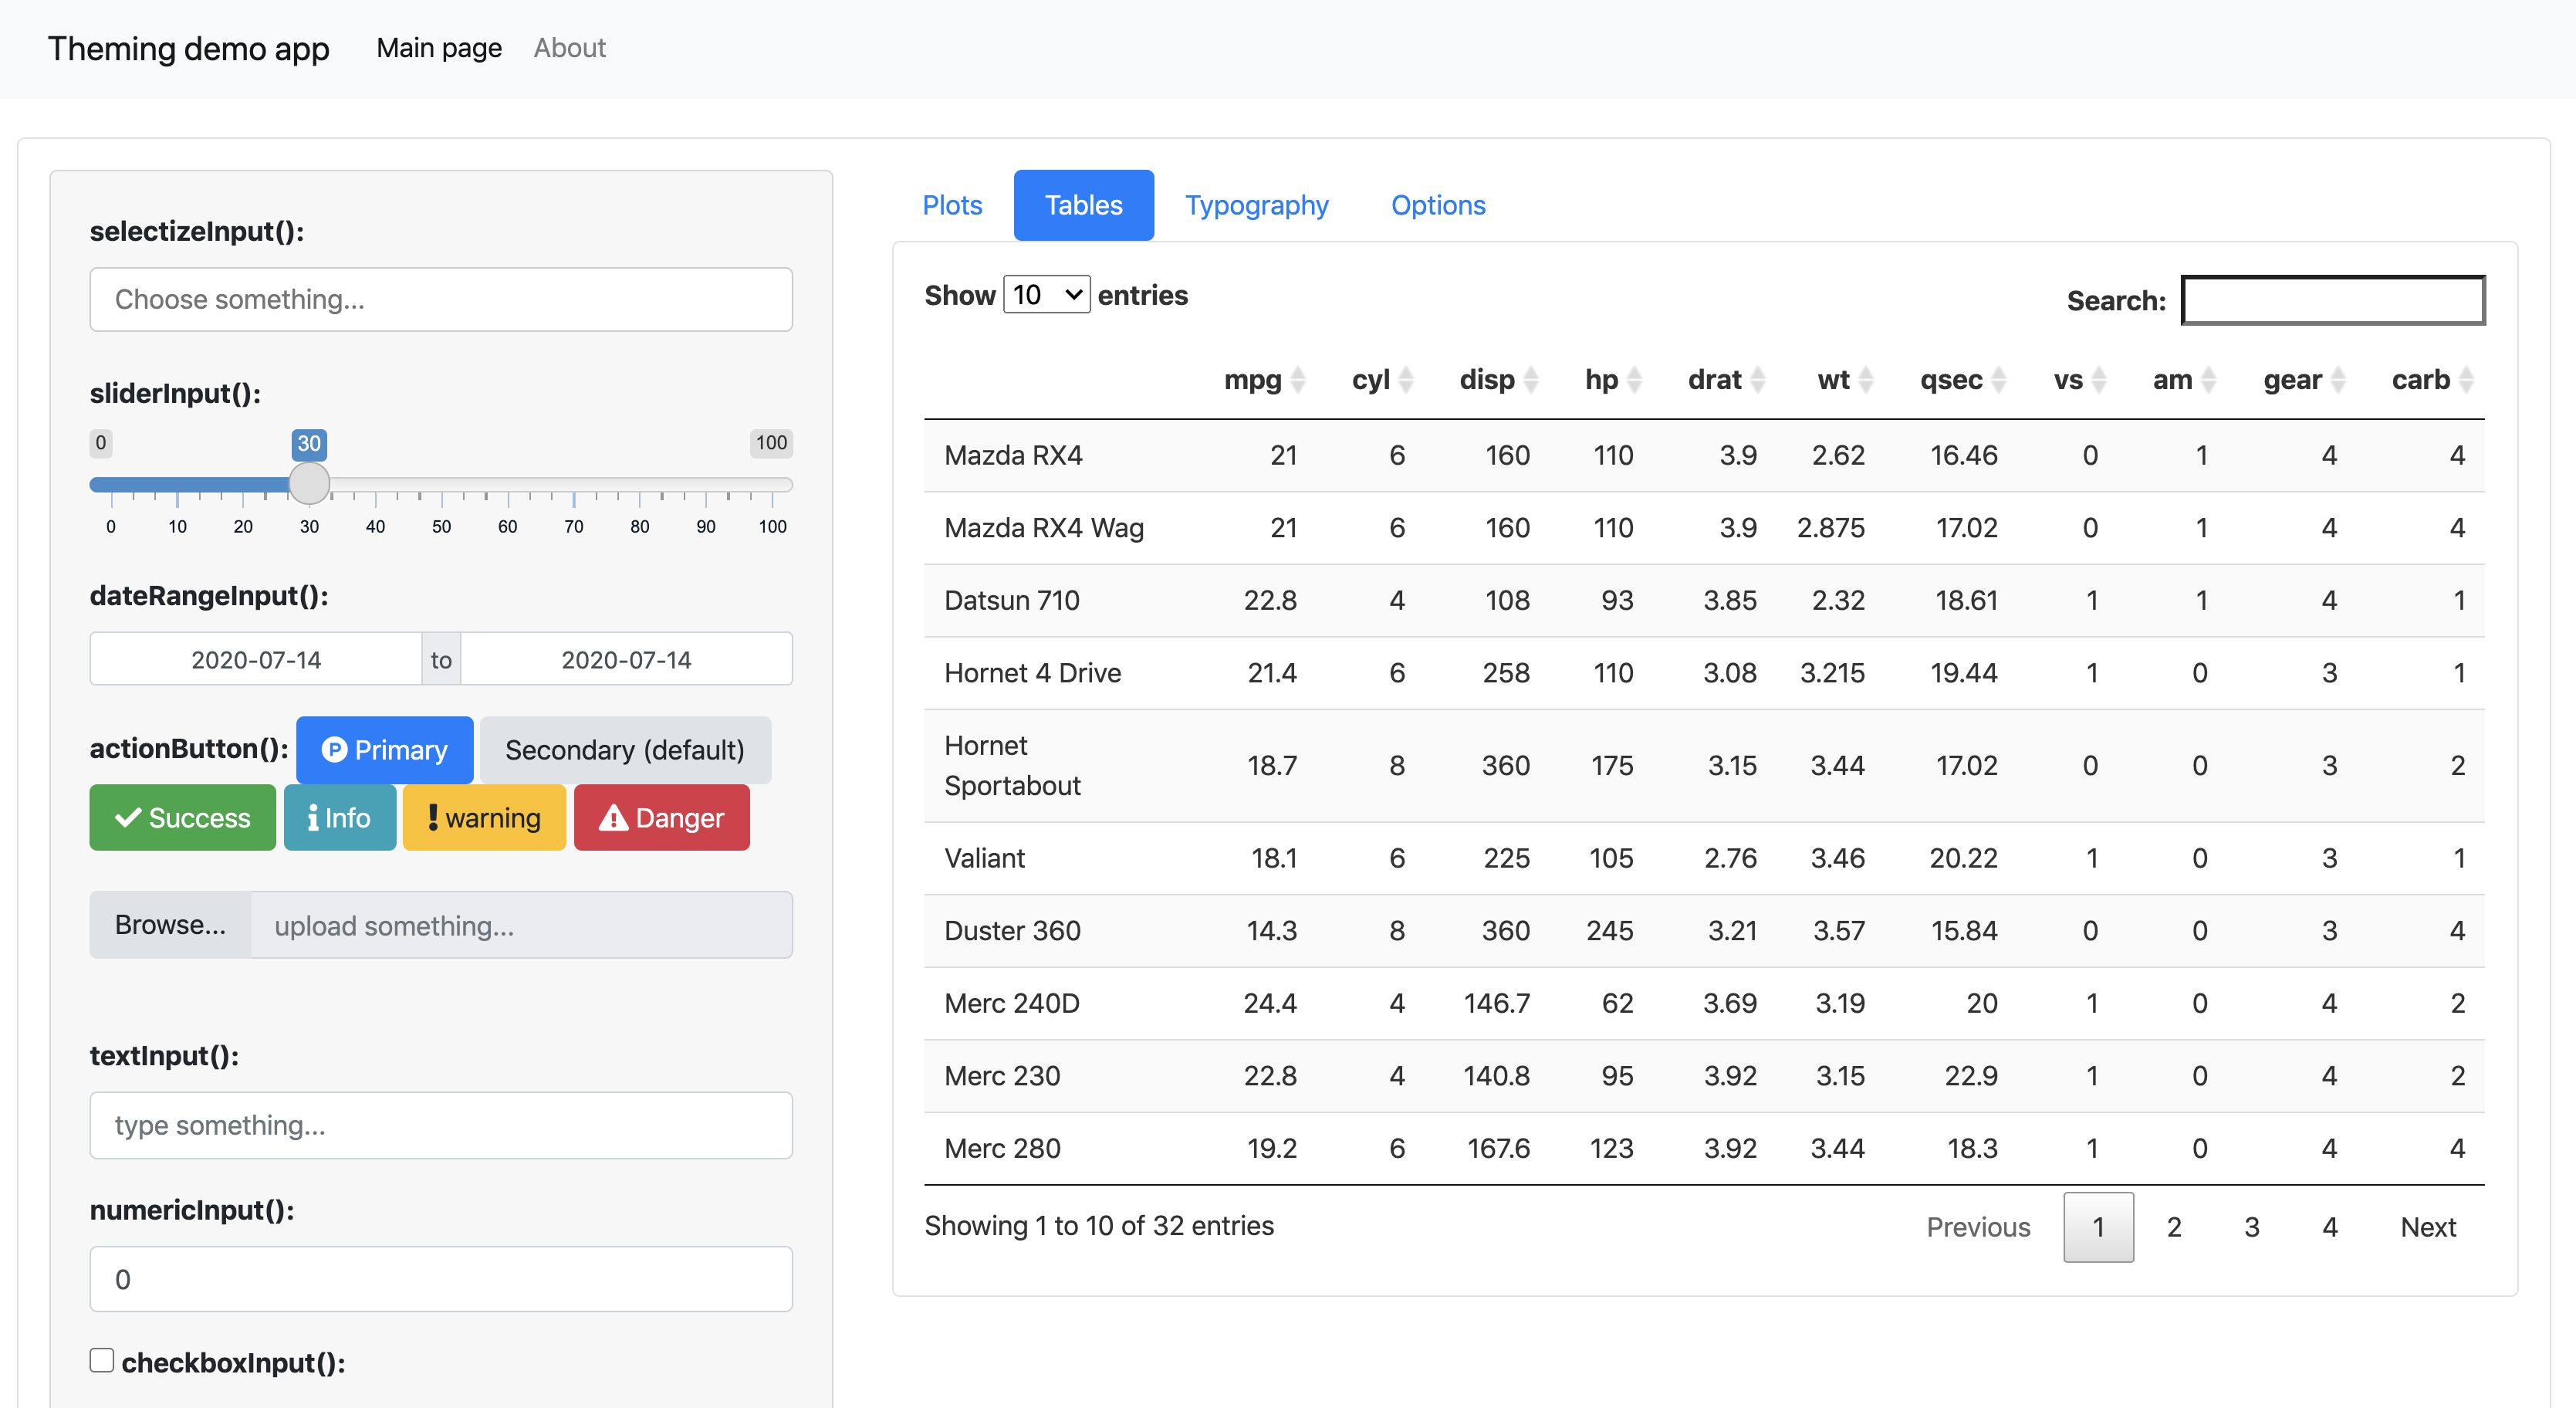 Theming demo app Main page About
selectizeInput():
Choose something...
sliderInput():
0 30 100
0 10 20 30 40 50 60 70 80 90 100
dateRangeInput():
2020-07-14 to 2020-07-14
actionButton(): P Primary Secondary (default)
Success Info warning Danger
Browse... upload something...
textInput():
type something...
numericInput():
0
checkboxInput():
Plots Tables Typography Options
Show 10 entries Search:
mpg cyl disp hp drat wt qsec vs am gear carb
Mazda RX4 21 6 160 110 3.9 2.62 16.46 0 1 4 4
Mazda RX4 Wag 21 6 160 110 3.9 2.875 17.02 0 1 4 4
Datsun 710 22.8 4 108 93 3.85 2.32 18.61 1 1 4 1
Hornet 4 Drive 21.4 6 258 110 3.08 3.215 19.44 1 0 3 1
Hornet
Sportabout 18.7 8 360 175 3.15 3.44 17.02 0 0 3 2
Valiant 18.1 6 225 105 2.76 3.46 20.22 1 0 3 1
Duster 360 14.3 8 360 245 3.21 3.57 15.84 0 0 3 4
Merc 240D 24.4 4 146.7 62 3.69 3.19 20 1 0 4 2
Merc 230 22.8 4 140.8 95 3.92 3.15 22.9 1 0 4 2
Merc 280 19.2 6 167.6 123 3.92 3.44 18.3 1 0 4 4
Showing 1 to 10 of 32 entries Previous 1 2 3 4 Next